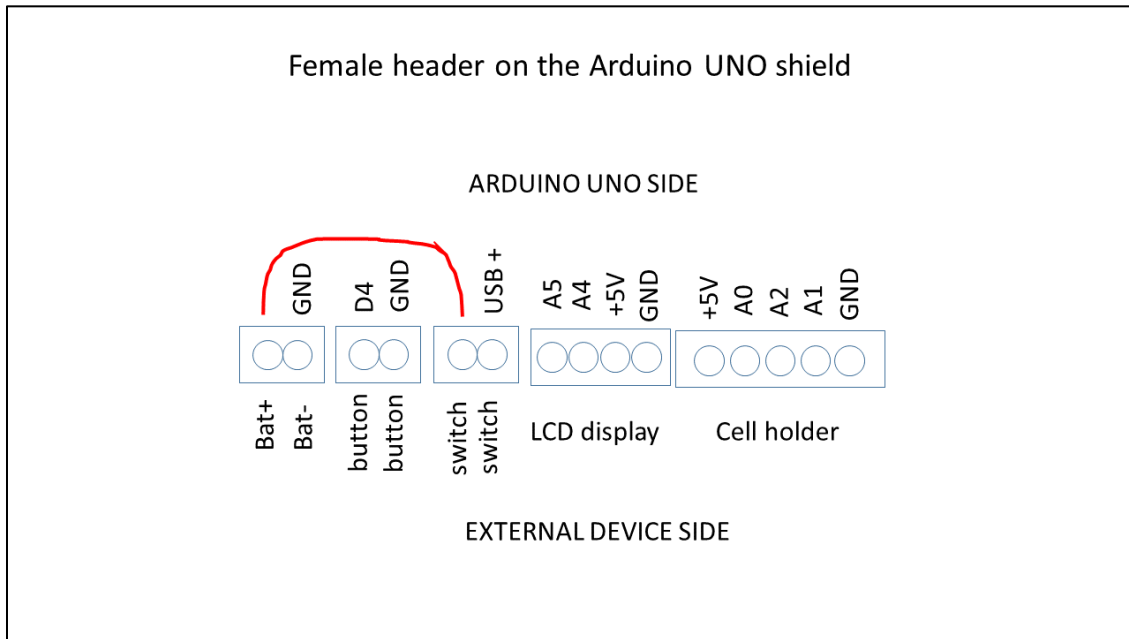 Female header on the Arduino UNO shield
ARDUINO UNO SIDE
GND
D4
GND
USB +
A5
A4
+5V
GND
+5V
A0
A2
A1
GND
Bat+
Bat-
button
button
switch
switch
LCD display
Cell holder
EXTERNAL DEVICE SIDE